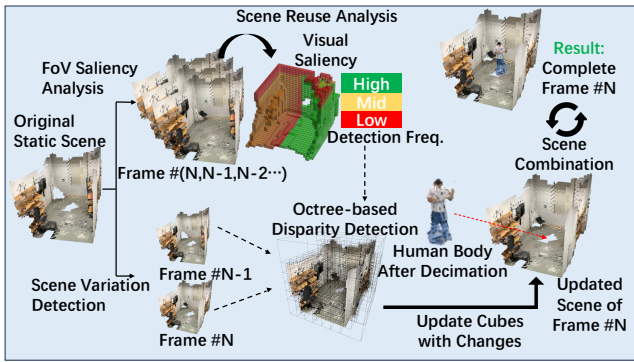 Scene Reuse Analysis
FoV Saliency
Analysis
Visual
Saliency
High
Mid
Low
Detection Freq.
Result:
Complete
Frame #N
Original
Static Scene
Frame #(N,N-1,N-2···)
Scene
Combination
Octree-based
Disparity Detection
Human Body
After Decimation
Scene Variation
Detection
Frame #N-1
Frame #N
Update Cubes
with Changes
Updated
Scene of
Frame #N